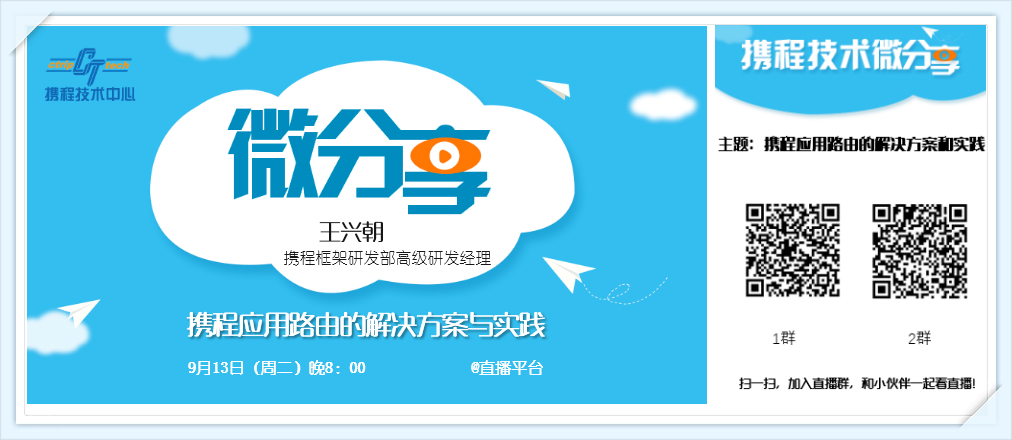 Ctrip Tech
携程技术中心
微分享
王兴朝
携程框架研发部高级研发经理
携程应用路由的解决方案与实践
9月13日（周二）晚8：00
@直播平台
携程技术微分享
主题：携程应用路由的解决方案和实践
1群
2群
扫一扫，加入直播群，和小伙伴一起看直播！